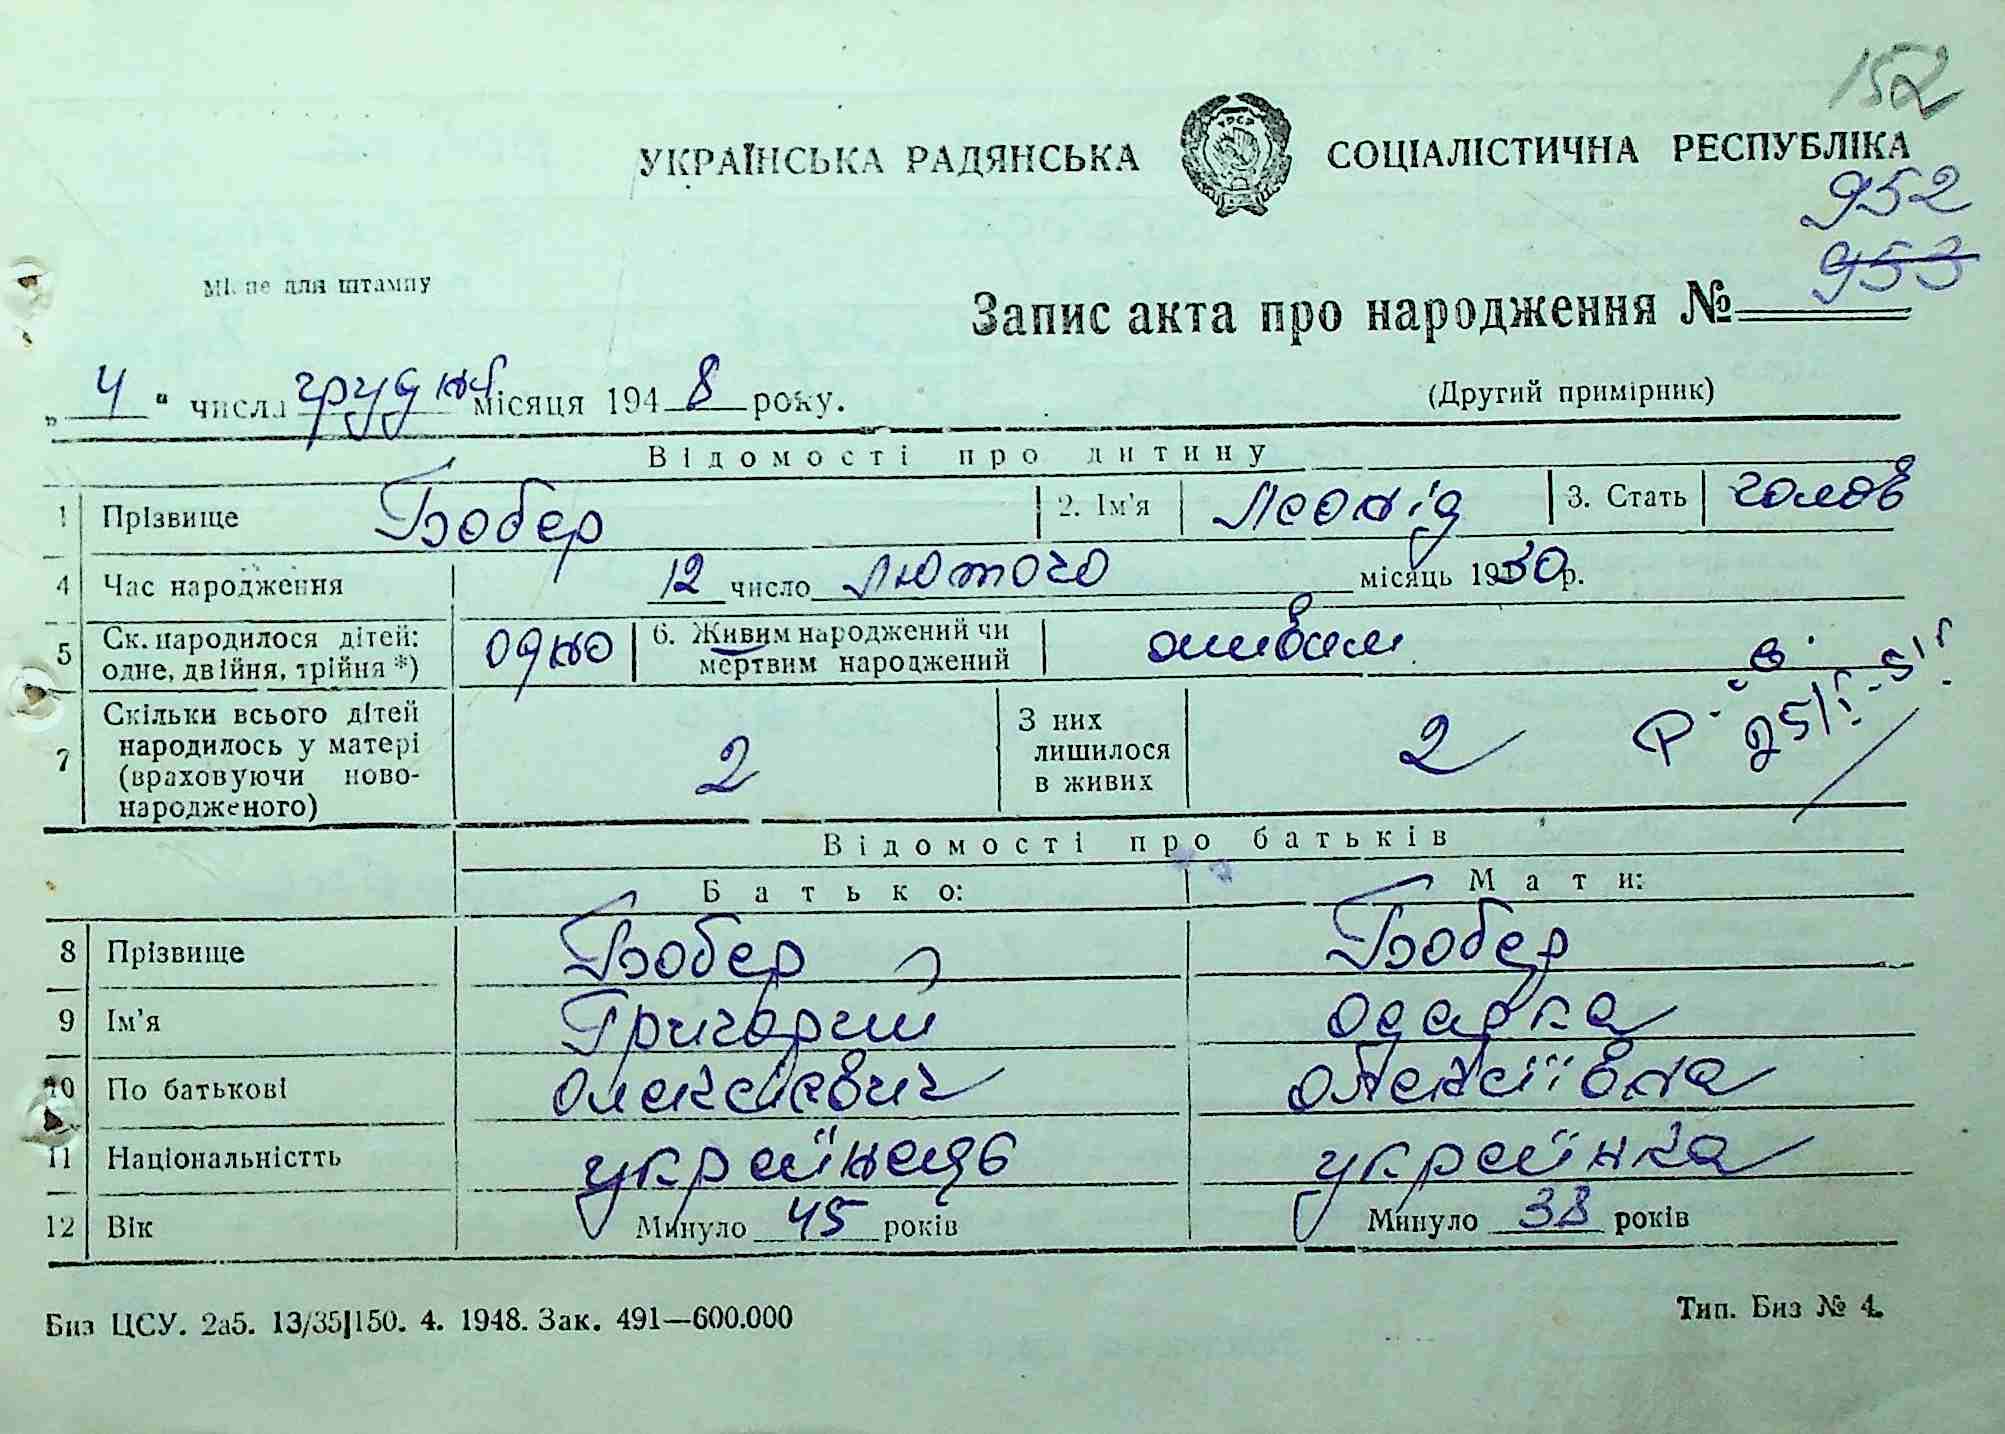 152
УКРАЇНСЬКА РАДЯНСЬКА СОЦІАЛІСТИЧНА РЕСПУБЛІКА
952
953
Місце для штампу
Запис акта про народження №
„ 4 “ числа грудня місяця 1948 року.
(Другий примірник)
Відомості про дитину
1 Прізвище Бобер 2. Ім’я Леонід 3. Стать чолов
4 Час народження 12 число лютого місяць 1930р.
5 Ск. народилося дітей: одно 6. Живим народжений чи
одне, двійня, трійня *) мертвим народжений
7 Скільки всього дітей 2 З них 2
народилось у матері лишилося
(враховуючи ново- в живих
народженого)
Відомості про батьків
Батько: Мати:
8 Прізвище Бобер Бобер
9 Ім’я Григорій Одарка
10 По батькові Олексієвич Олексіївна
11 Національністть українець українка
12 Вік Минуло 45 років Минуло 38 років
Биз ЦСУ. 2а5. 13/35|150. 4. 1948. Зак. 491—600.000 Тип. Биз № 4.